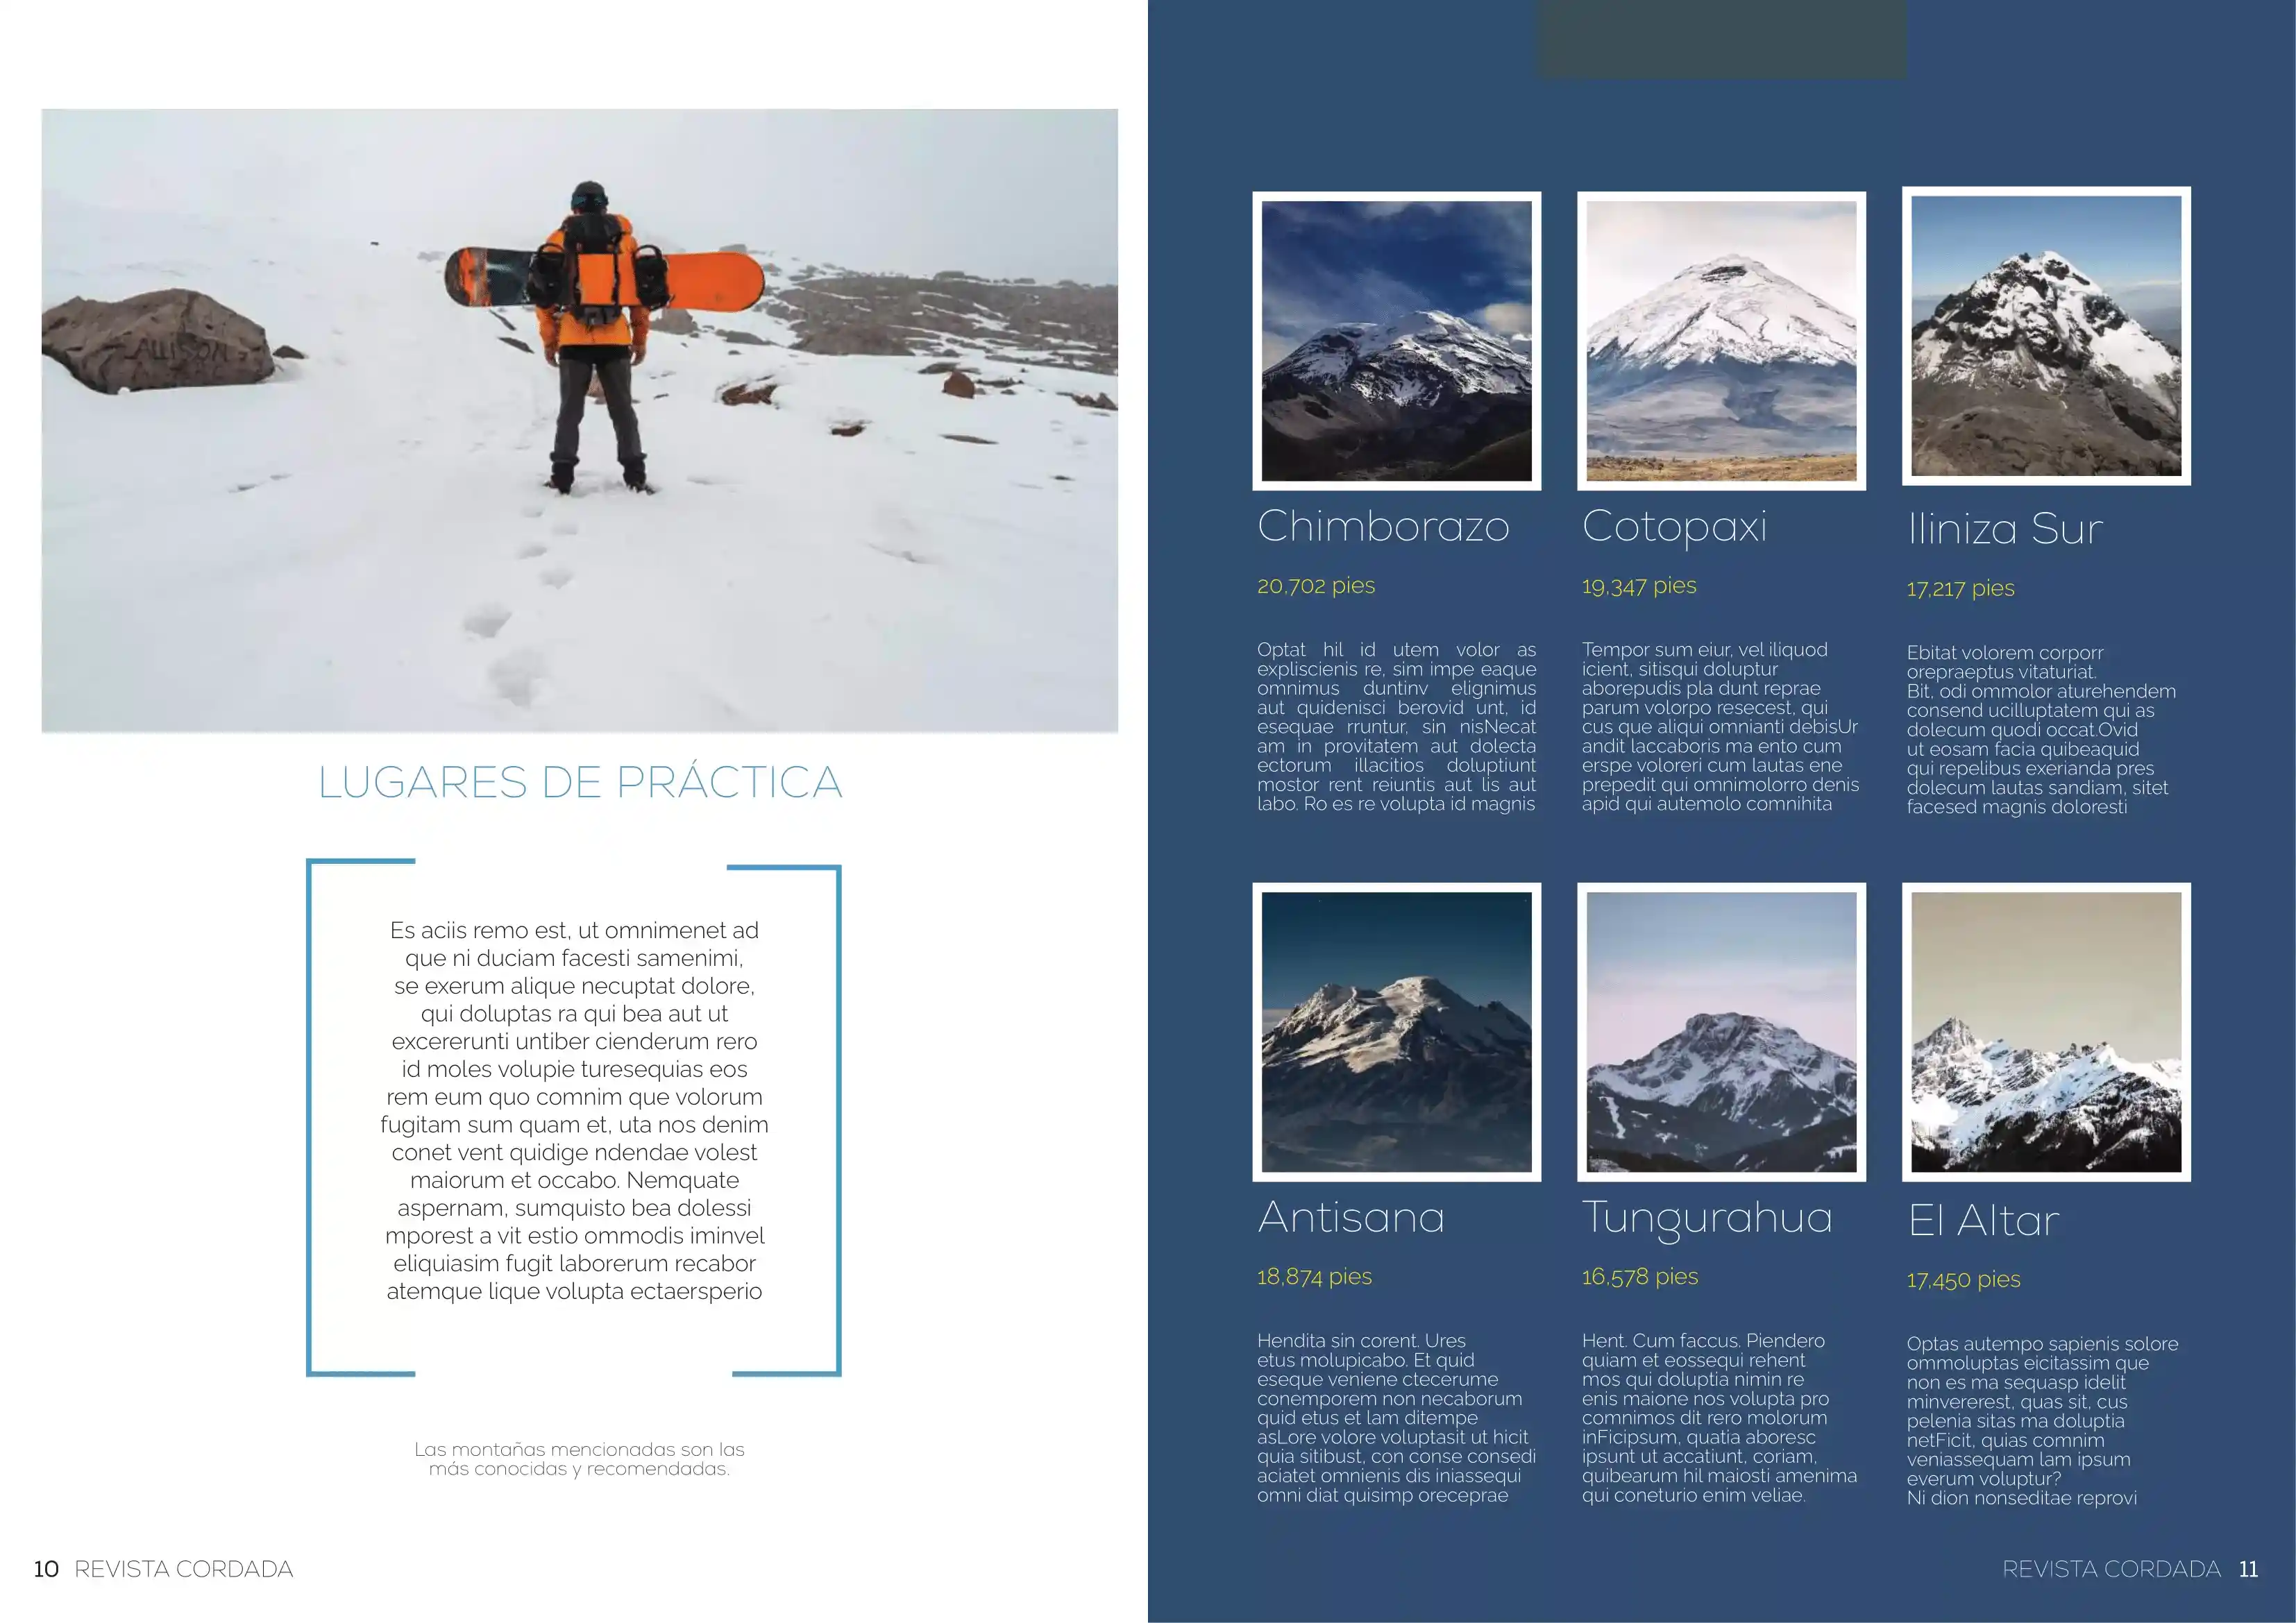 ALLISON
LUGARES DE PRÁCTICA
Es aciis remo est, ut omnimenet ad
que ni duciam facesti samenimi,
se exerum alique necuptat dolore,
qui doluptas ra qui bea aut ut
excererunti untiber cienderum rero
id moles volupie turesequias eos
rem eum quo comnim que volorum
fugitam sum quam et, uta nos denim
conet vent quidige ndendae volest
maiorum et occabo. Nemquate
aspernam, sumquisto bea dolessi
mporest a vit estio ommodis iminvel
eliquiasim fugit laborerum recabor
atemque lique volupta ectaersperio
Las montañas mencionadas son las
más conocidas y recomendadas.
10 REVISTA CORDADA
Chimborazo
20,702 pies
Optat hil id utem volor as
expliscienis re, sim impe eaque
omnimus duntinv elignimus
aut quidenisci berovid unt, id
esequae rruntur, sin nisNecat
am in provitatem aut dolecta
ectorum illacitios doluptiunt
mostor rent reiuntis aut lis aut
labo. Ro es re volupta id magnis
Cotopaxi
19,347 pies
Tempor sum eiur, vel iliquod
icient, sitisqui doluptur
aborepudis pla dunt reprae
parum volorpo resecest, qui
cus que aliqui omnianti debisUr
andit laccaboris ma ento cum
erspe voloreri cum lautas ene
prepedit qui omnimolorro denis
apid qui autemolo comnihita
Iliniza Sur
17,217 pies
Ebitat volorem corporr
orepraeptus vitaturiat.
Bit, odi ommolor aturehendem
consend ucilluptatem qui as
dolecum quodi occat.Ovid
ut eosam facia quibeaquid
qui repelibus exerianda pres
dolecum lautas sandiam, sitet
facesed magnis doloresti
Antisana
18,874 pies
Hendita sin corent. Ures
etus molupicabo. Et quid
eseque veniene ctecerume
conemporem non necaborum
quid etus et lam ditempe
asLore volore voluptasit ut hicit
quia sitibust, con conse consedi
aciatet omnienis dis iniassequi
omni diat quisimp oreceprae
Tungurahua
16,578 pies
Hent. Cum faccus. Piendero
quiam et eossequi rehent
mos qui doluptia nimin re
enis maione nos volupta pro
comnimos dit rero molorum
inFicipsum, quatia aboresc
ipsunt ut accatiunt, coriam,
quibearum hil maiosti amenima
qui coneturio enim veliae.
El Altar
17,450 pies
Optas autempo sapienis solore
ommoluptas eicitassim que
non es ma sequasp idelit
minvererest, quas sit, cus
pelenia sitas ma doluptia
netFicit, quias comnim
veniassequam lam ipsum
everum voluptur?
Ni dion nonseditae reprovi
REVISTA CORDADA 11